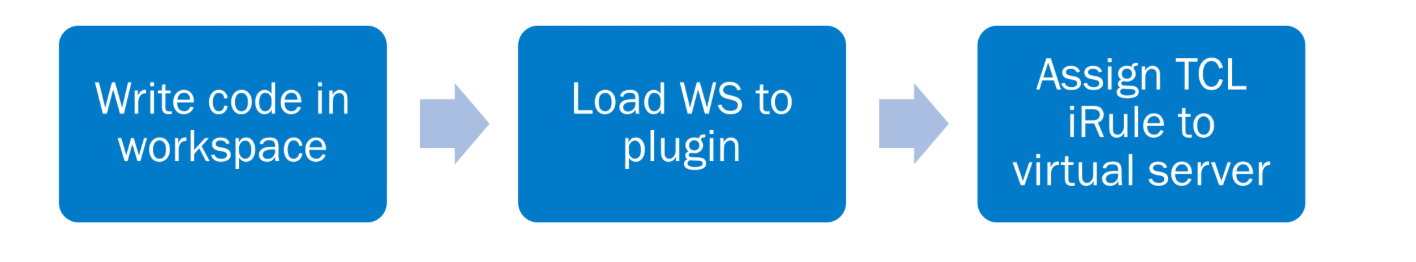 Write code in
workspace
Load WS to
plugin
Assign TCL
iRule to
virtual server